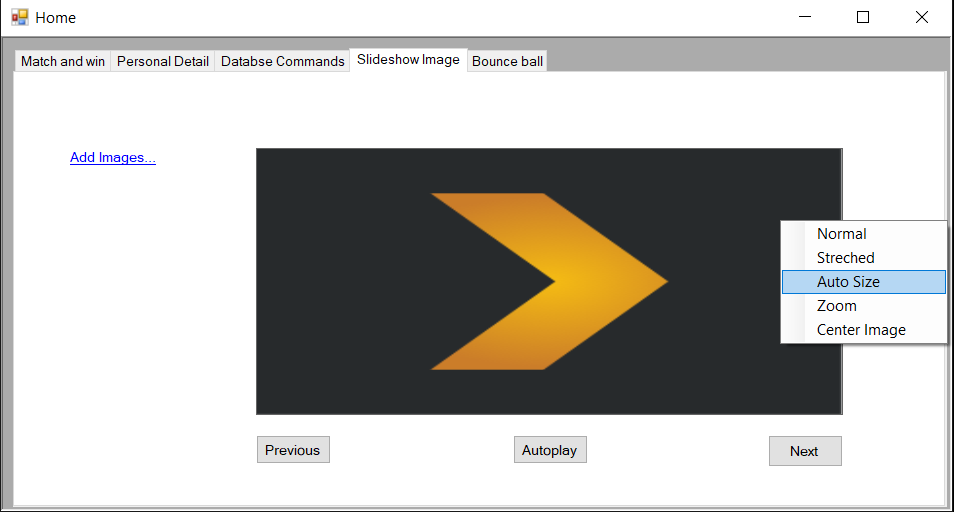 Home
Match and win Personal Detail Databse Commands Slideshow Image Bounce ball
Add Images...
Normal
Streched
Auto Size
Zoom
Center Image
Previous Autoplay Next